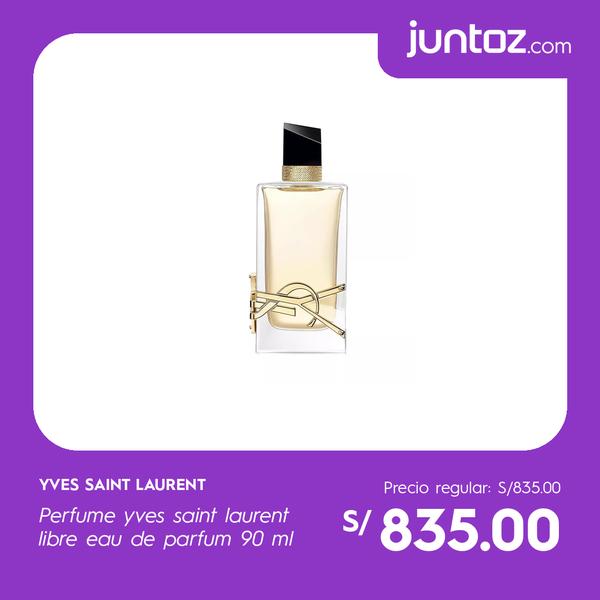 juntoz.com
YVES SAINT LAURENT
Perfume yves saint laurent
libre eau de parfum 90 ml
Precio regular: S/835.00
S/835.00